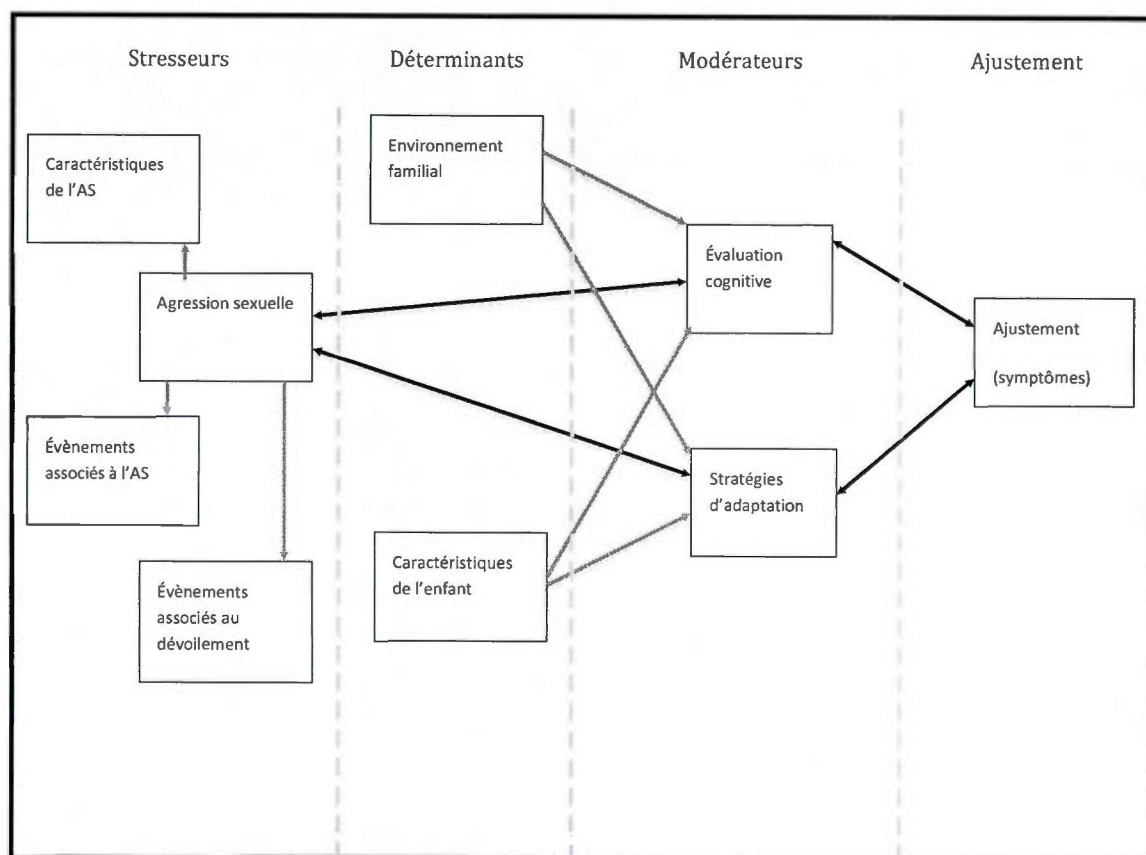 Stresseurs
Déterminants
Modérateurs
Ajustement
Caractéristiques
de l'AS
Agression sexuelle
Évènements
associés à l'AS
Évènements
associés au
dévoilement
Environnement
familial
Caractéristiques
de l'enfant
Évaluation
cognitive
Stratégies
d'adaptation
Ajustement
(symptômes)